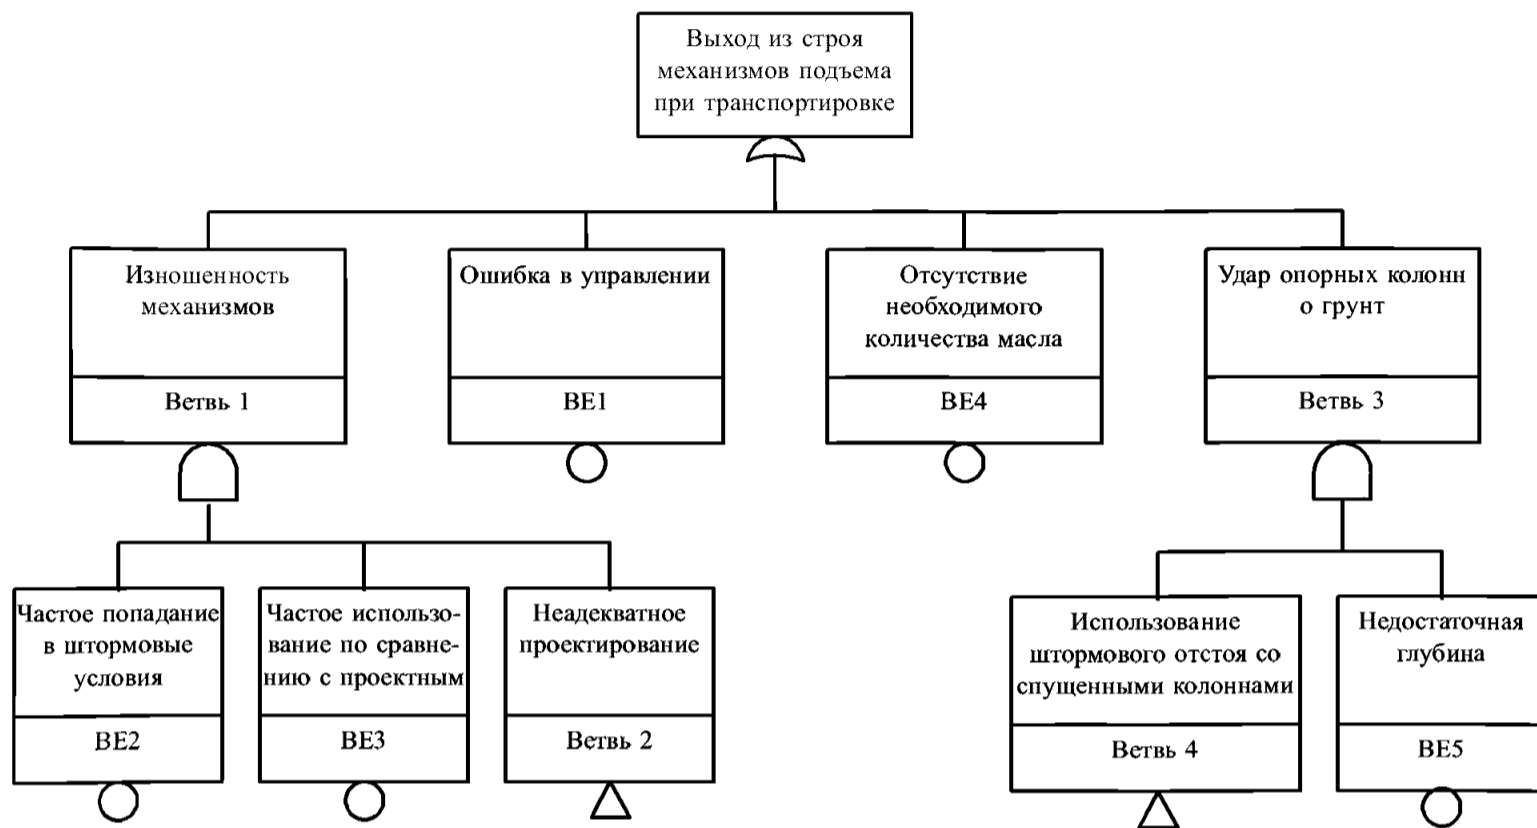 Выход из строя
механизмов подъема
при транспортировке
Изношенность
механизмов
Ветвь 1
Ошибка в управлении
BE1
Отсутствие
необходимого
количества масла
BE4
Удар опорных колонн
о грунт
Ветвь 3
Частое попадание
в штормовые
условия
BE2
Частое использо-
вание по сравне-
нию с проектным
BE3
Неадекватное
проектирование
Ветвь 2
Использование
штормового отстоя со
спущенными колоннами
Ветвь 4
Недостаточная
глубина
BE5